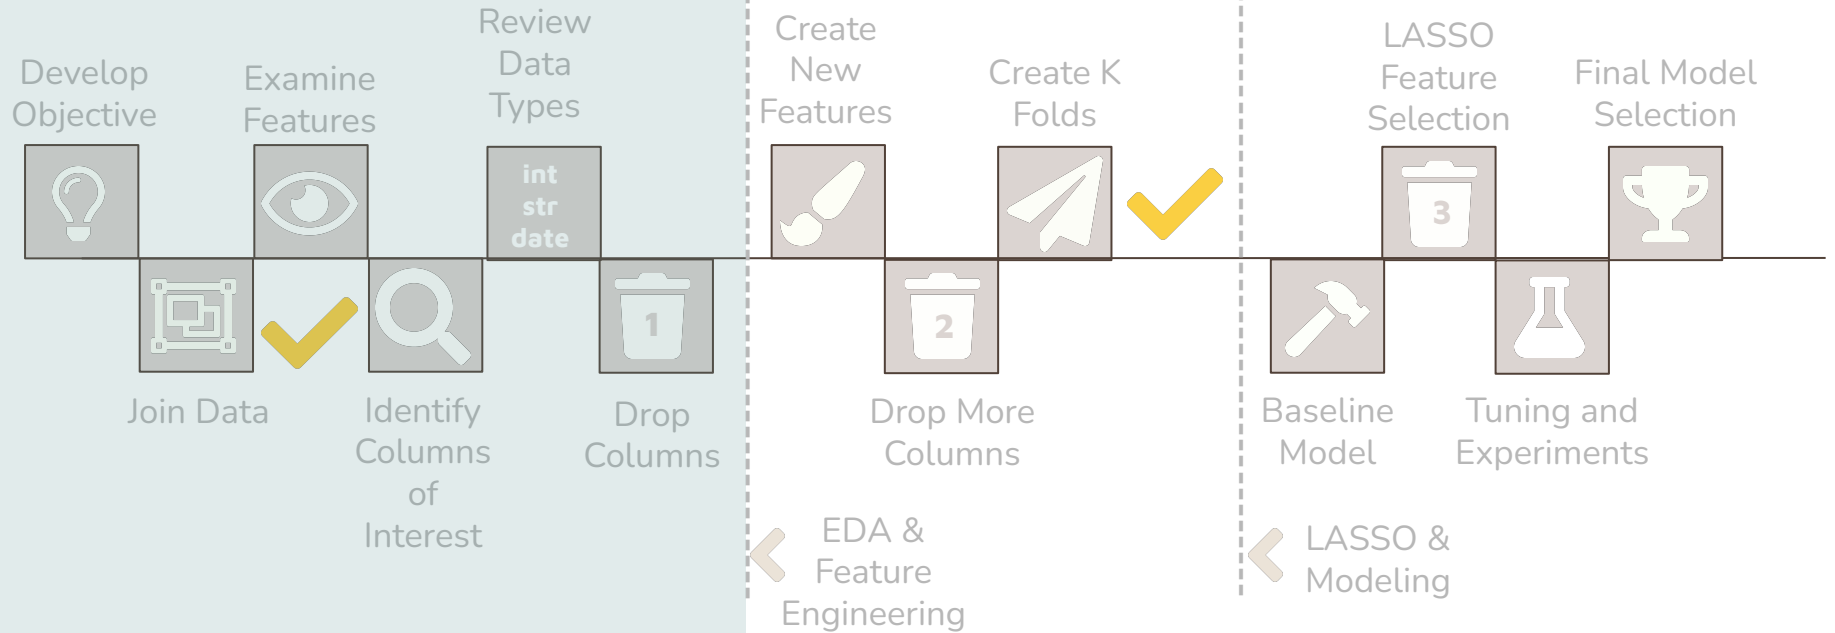 Develop
Objective
Join Data
Examine
Features
Identify
Columns
of
Interest
Review
Data
Types
int
str
date
1
Drop
Columns
Create
New
Features
2
Drop More
Columns
Create K
Folds
EDA &
Feature
Engineering
Baseline
Model
LASSO
Feature
Selection
3
Tuning and
Experiments
Final Model
Selection
LASSO &
Modeling